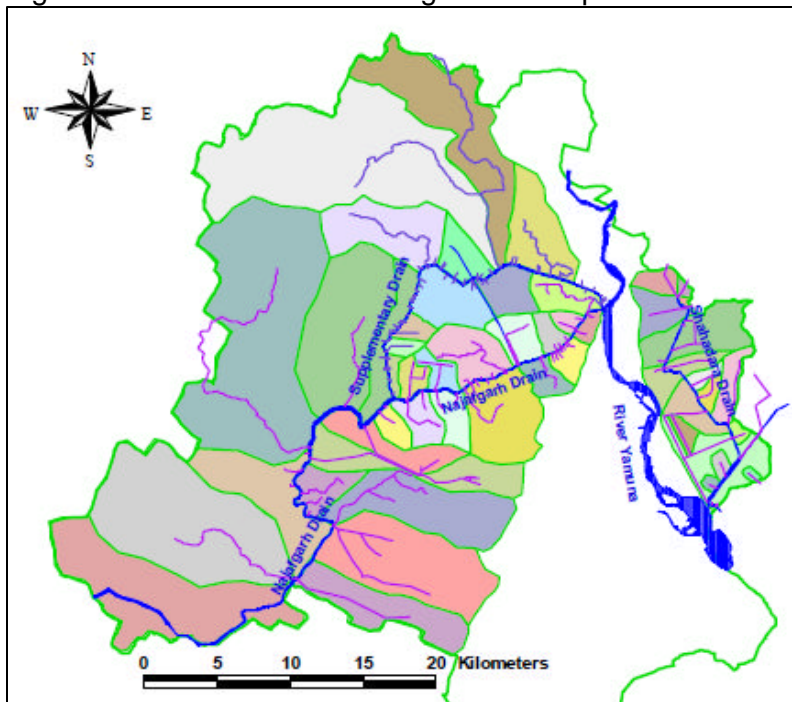 N
W E
S
Supplementary Drain
Najafgarh Drain
Shahadara Drain
River Yamuna
Najafgarh Drain
0 5 10 15 20 Kilometers